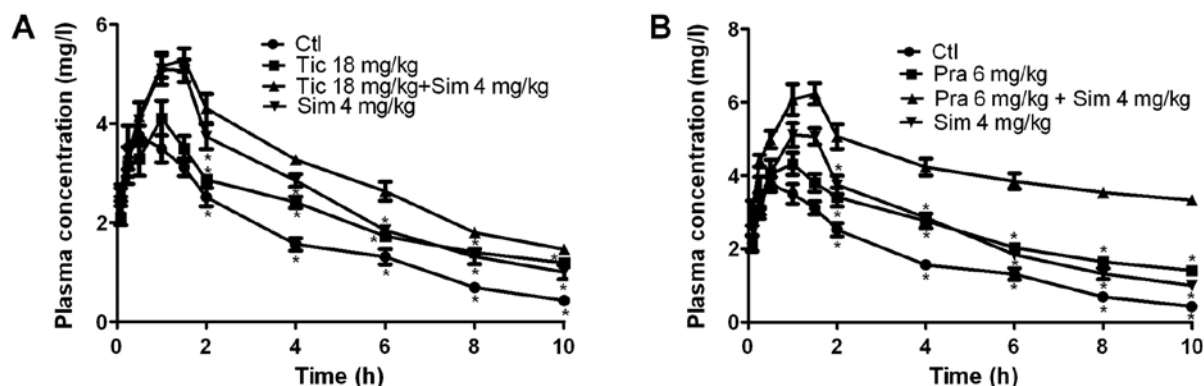 A
Plasma concentration (mg/l)
6
4
2
0
Ctl
Tic 18 mg/kg
Tic 18 mg/kg+Sim 4 mg/kg
Sim 4 mg/kg
* * * * * * * * * * * * *
0 2 4 6 8 10
Time (h)
B
Plasma concentration (mg/l)
8
6
4
2
0
Ctl
Pra 6 mg/kg
Pra 6 mg/kg + Sim 4 mg/kg
Sim 4 mg/kg
* * * * * * * * * * * * *
0 2 4 6 8 10
Time (h)